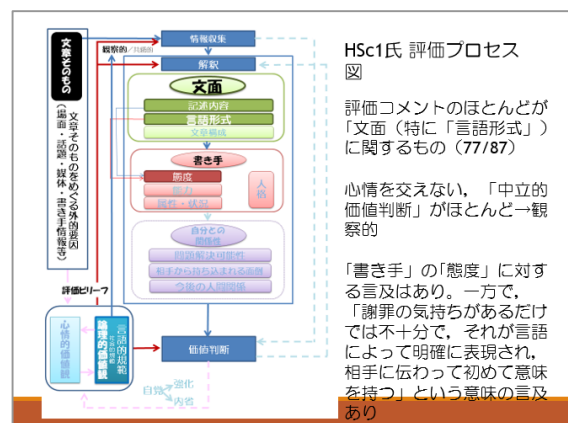 文章そのもの
文章そのものをめぐる外的要因
(場面・話題・媒体・書き手情報等)
観察的/共感的
情報収集
解釈
文面
記述内容
言語形式
文章構成
書き手
態度
能力
属性・状況
人格
自分との
関係性
問題解決可能性
相手から持ち込まれる面倒
今後の人間関係
評価ビリーフ
心情的価値観
論理的価値観
言語的規範
価値判断
自覚
強化
内省
HSc1氏 評価プロセス
図
評価コメントのほとんどが
「文面（特に「言語形式」）
に関するもの（77/87）
心情を交えない，「中立的
価値判断」がほとんど→観
察的
「書き手」の「態度」に対す
る言及はあり。一方で，
「謝罪の気持ちがあるだけ
では不十分で，それが言語
によって明確に表現され，
相手に伝わって初めて意味
を持つ」という意味の言及
あり